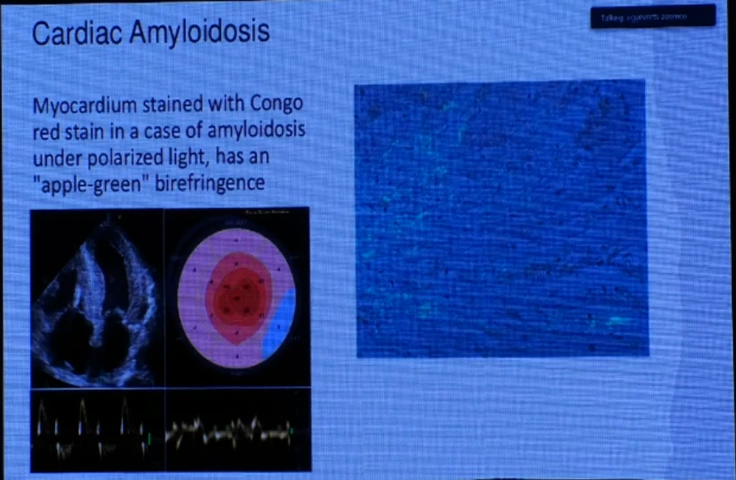 Cardiac Amyloidosis
Myocardium stained with Congo
red stain in a case of amyloidosis
under polarized light, has an
"apple-green" birefringence
Talking: